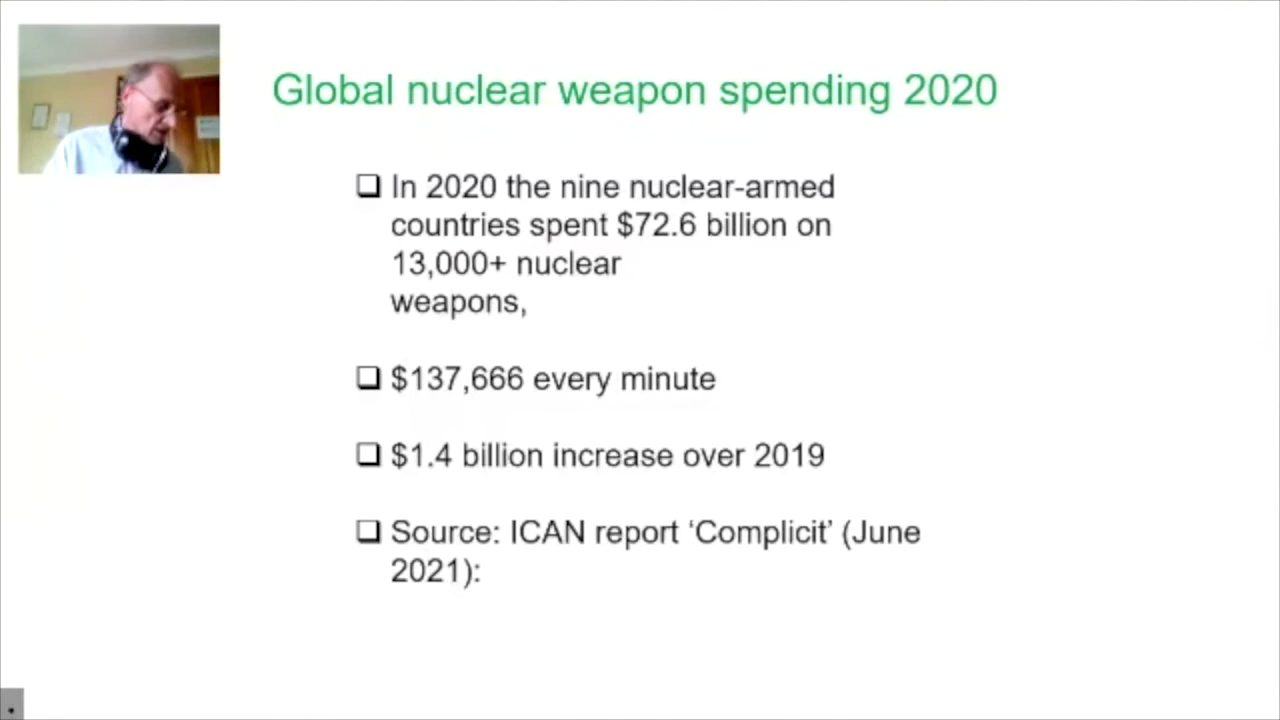 Global nuclear weapon spending 2020
In 2020 the nine nuclear-armed
countries spent $72.6 billion on
13,000+ nuclear
weapons,
$137,666 every minute
$1.4 billion increase over 2019
Source: ICAN report ‘Complicit’ (June
2021):